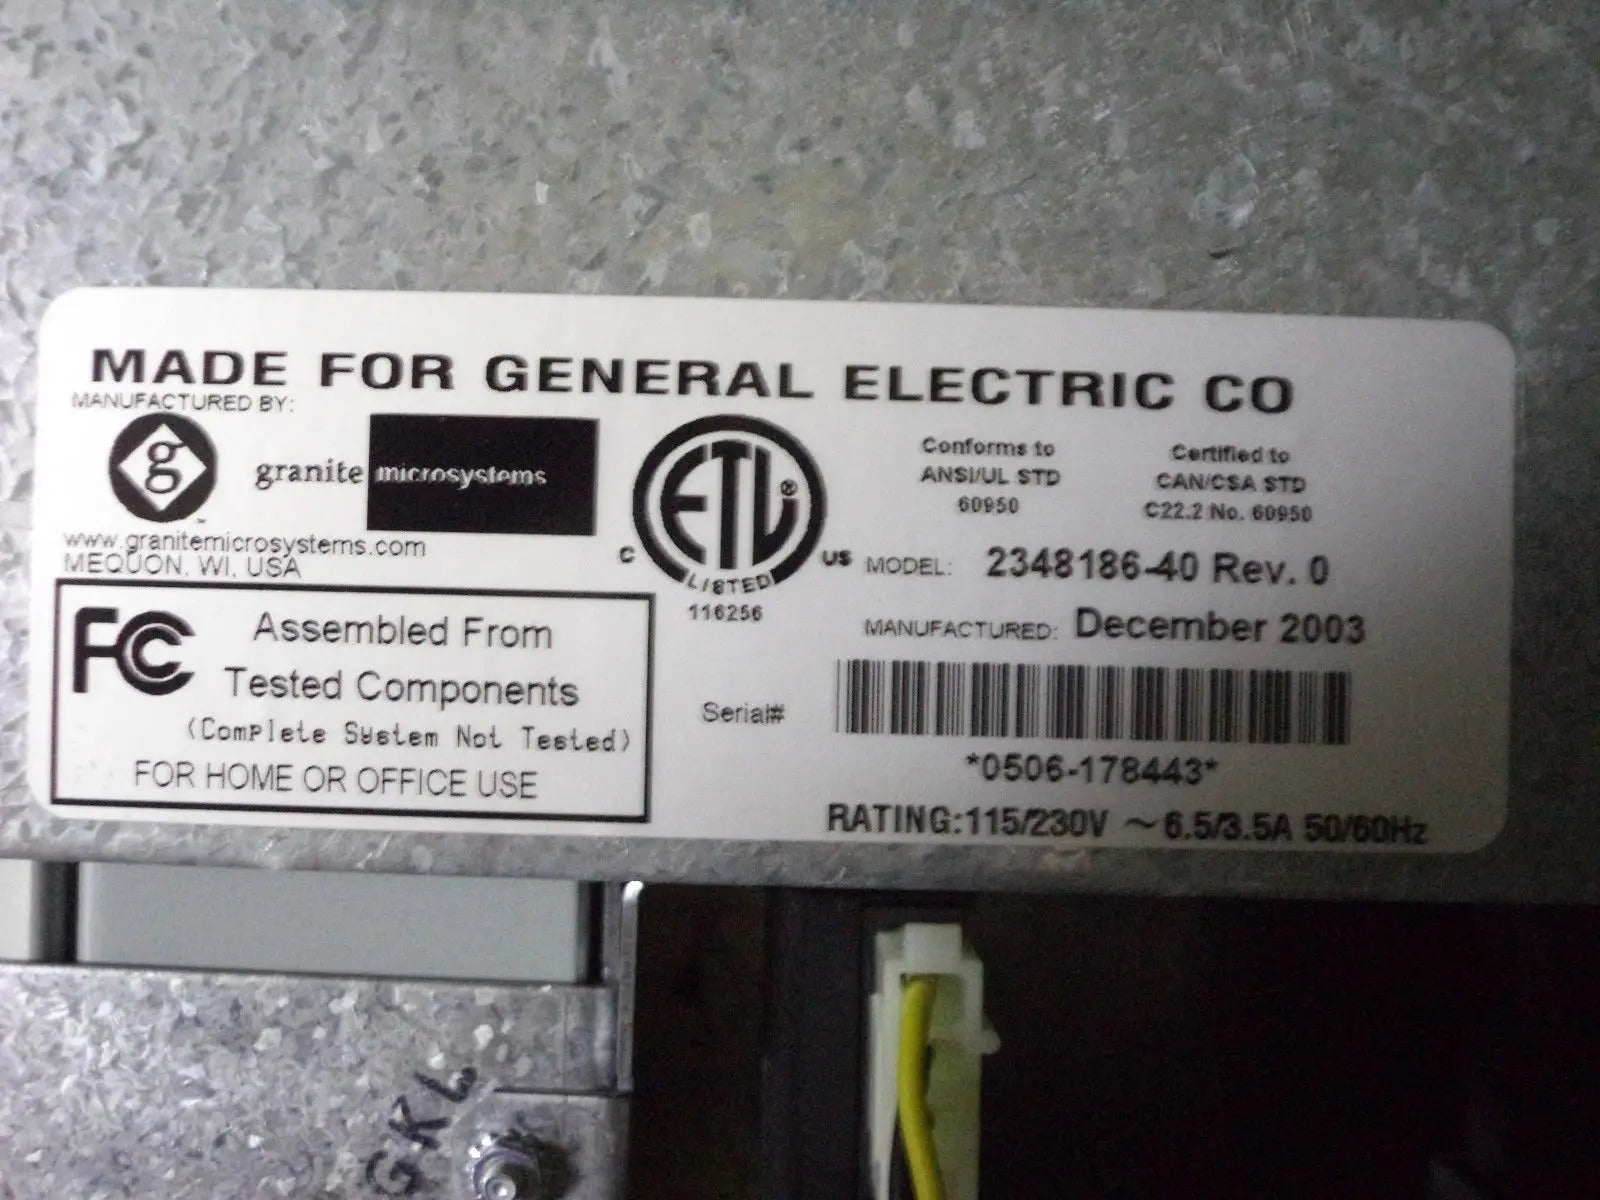 MADE FOR GENERAL ELECTRIC CO
MANUFACTURED BY:
g
granite microsystems
™
www.granitemicrosystems.com
MEQUON, WI, USA
FC
Assembled From
Tested Components
(Complete System Not Tested)
FOR HOME OR OFFICE USE
ETL®
C US
LISTED
116256
Conforms to
ANSI/UL STD
60950
Certified to
CAN/CSA STD
C22.2 No. 60950
MODEL: 2348186-40 Rev. 0
MANUFACTURED: December 2003
Serial#
*0506-178443*
RATING:115/230V ~ 6.5/3.5A 50/60Hz
GKL